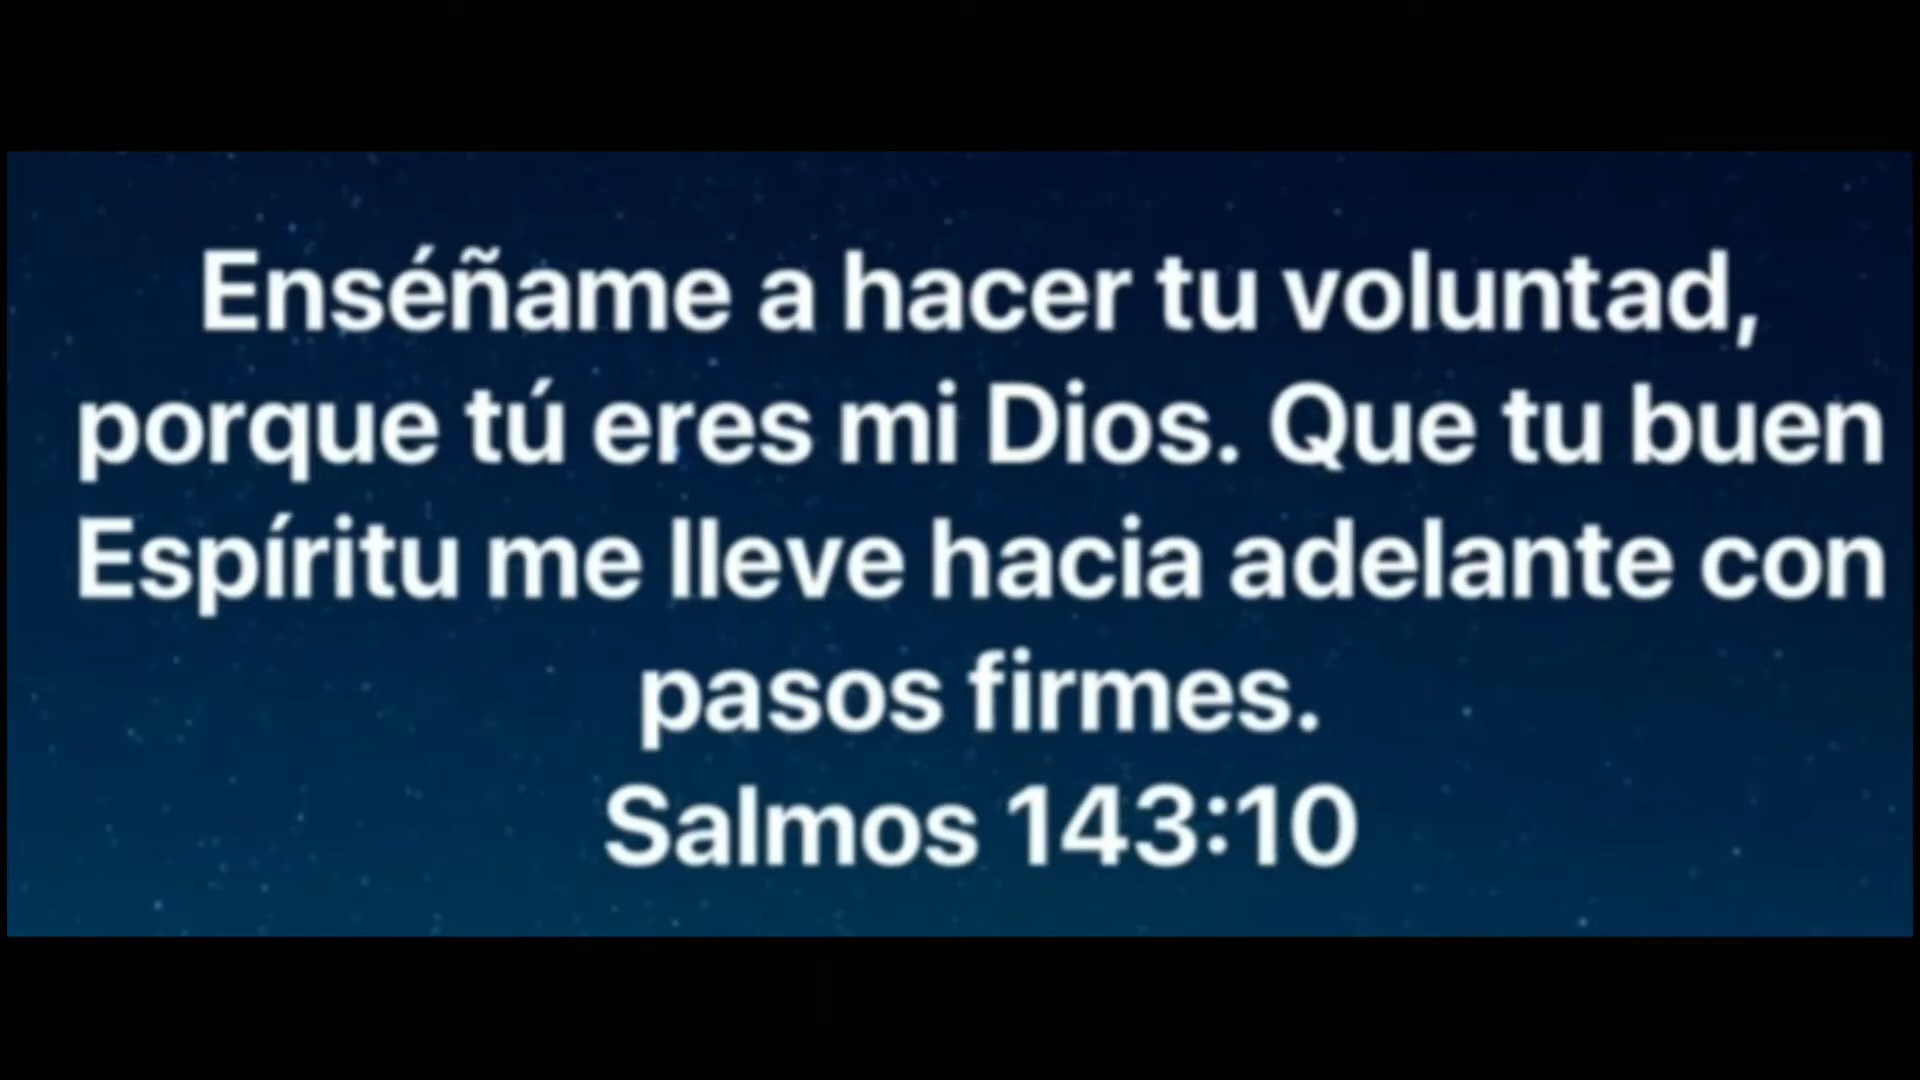 Enséñame a hacer tu voluntad,
porque tú eres mi Dios. Que tu buen
Espíritu me lleve hacia adelante con
pasos firmes.
Salmos 143:10